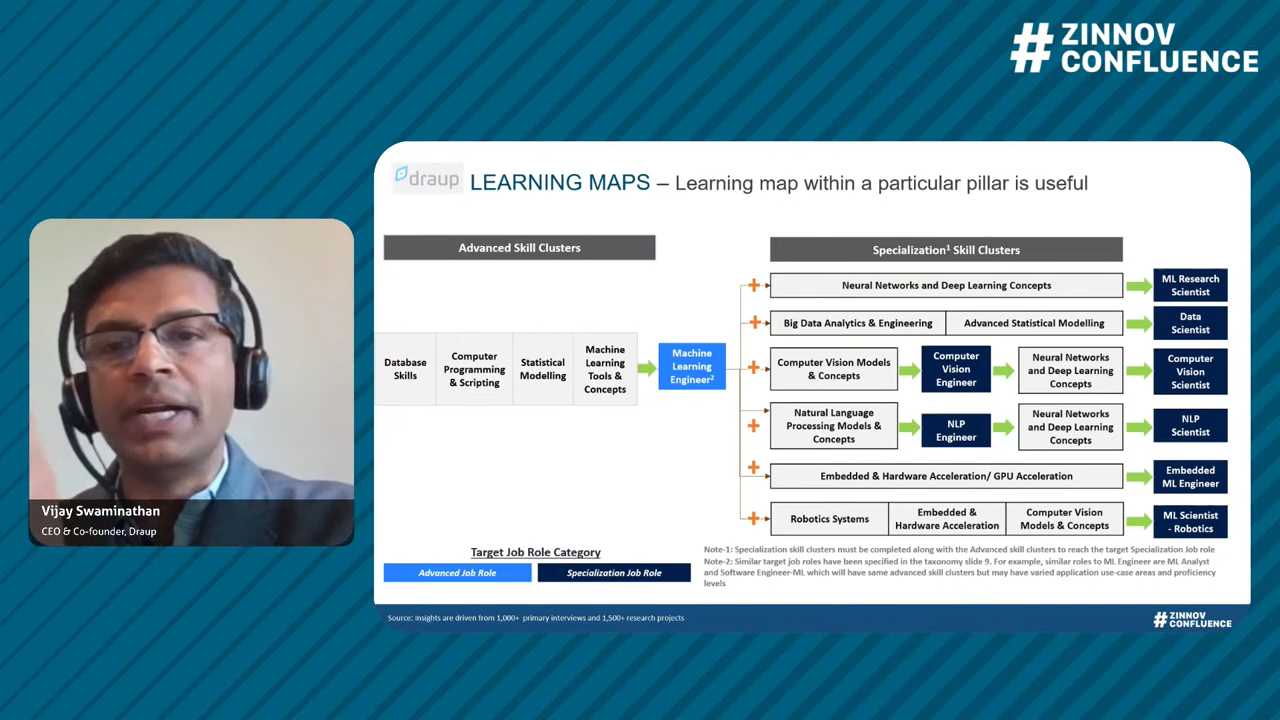 # ZINNOV
CONFLUENCE
draup
LEARNING MAPS – Learning map within a particular pillar is useful
Advanced Skill Clusters
Specialization¹ Skill Clusters
Database
Skills
Computer
Programming
& Scripting
Statistical
Modelling
Machine
Learning
Tools &
Concepts
Machine
Learning
Engineer²
Neural Networks and Deep Learning Concepts
ML Research
Scientist
Big Data Analytics & Engineering
Advanced Statistical Modelling
Data
Scientist
Computer Vision Models
& Concepts
Computer
Vision
Engineer
Neural Networks
and Deep Learning
Concepts
Computer
Vision
Scientist
Natural Language
Processing Models &
Concepts
NLP
Engineer
Neural Networks
and Deep Learning
Concepts
NLP
Scientist
Embedded & Hardware Acceleration/ GPU Acceleration
Embedded
ML Engineer
Robotics Systems
Embedded &
Hardware Acceleration
Computer Vision
Models & Concepts
ML Scientist
- Robotics
Vijay Swaminathan
CEO & Co-founder, Draup
Target Job Role Category
Advanced Job Role
Specialization Job Role
Note-1: Specialization skill clusters must be completed along with the Advanced skill clusters to reach the target Specialization Job role
Note-2: Similar target job roles have been specified in the taxonomy slide 9. For example, similar roles to ML Engineer are ML Analyst
and Software Engineer-ML which will have same advanced skill clusters but may have varied application use-case areas and proficiency
levels
Source: Insights are driven from 1,000+ primary interviews and 1,500+ research projects
# ZINNOV
CONFLUENCE